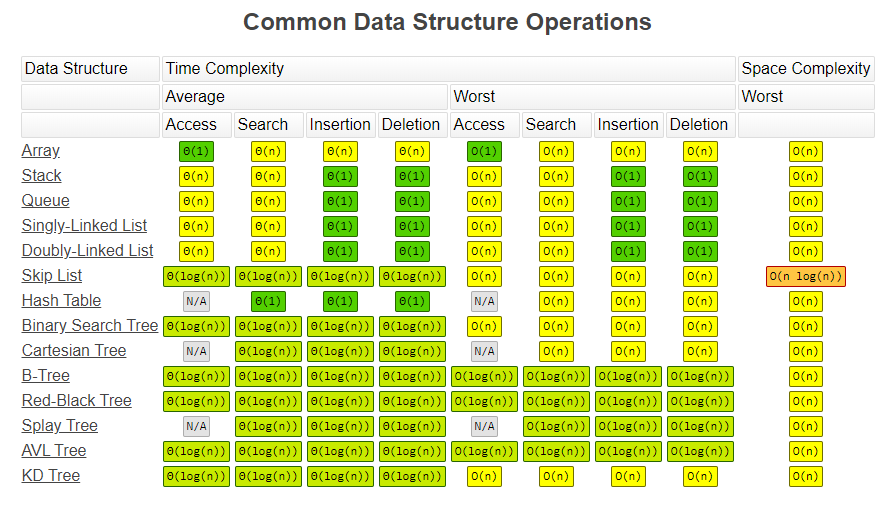 Common Data Structure Operations
Data Structure Time Complexity Space Complexity
Average Worst Worst
Access Search Insertion Deletion Access Search Insertion Deletion
Array Θ(1) Θ(n) Θ(n) Θ(n) O(1) O(n) O(n) O(n) O(n)
Stack Θ(n) Θ(n) Θ(1) Θ(1) O(n) O(n) O(1) O(1) O(n)
Queue Θ(n) Θ(n) Θ(1) Θ(1) O(n) O(n) O(1) O(1) O(n)
Singly-Linked List Θ(n) Θ(n) Θ(1) Θ(1) O(n) O(n) O(1) O(1) O(n)
Doubly-Linked List Θ(n) Θ(n) Θ(1) Θ(1) O(n) O(n) O(1) O(1) O(n)
Skip List Θ(log(n)) Θ(log(n)) Θ(log(n)) Θ(log(n)) O(n) O(n) O(n) O(n) O(n log(n))
Hash Table N/A Θ(1) Θ(1) Θ(1) N/A O(n) O(n) O(n) O(n)
Binary Search Tree Θ(log(n)) Θ(log(n)) Θ(log(n)) Θ(log(n)) O(n) O(n) O(n) O(n) O(n)
Cartesian Tree N/A Θ(log(n)) Θ(log(n)) Θ(log(n)) N/A O(n) O(n) O(n) O(n)
B-Tree Θ(log(n)) Θ(log(n)) Θ(log(n)) Θ(log(n)) O(log(n)) O(log(n)) O(log(n)) O(log(n)) O(n)
Red-Black Tree Θ(log(n)) Θ(log(n)) Θ(log(n)) Θ(log(n)) O(log(n)) O(log(n)) O(log(n)) O(log(n)) O(n)
Splay Tree N/A Θ(log(n)) Θ(log(n)) Θ(log(n)) N/A O(log(n)) O(log(n)) O(log(n)) O(n)
AVL Tree Θ(log(n)) Θ(log(n)) Θ(log(n)) Θ(log(n)) O(log(n)) O(log(n)) O(log(n)) O(log(n)) O(n)
KD Tree Θ(log(n)) Θ(log(n)) Θ(log(n)) Θ(log(n)) O(n) O(n) O(n) O(n) O(n)